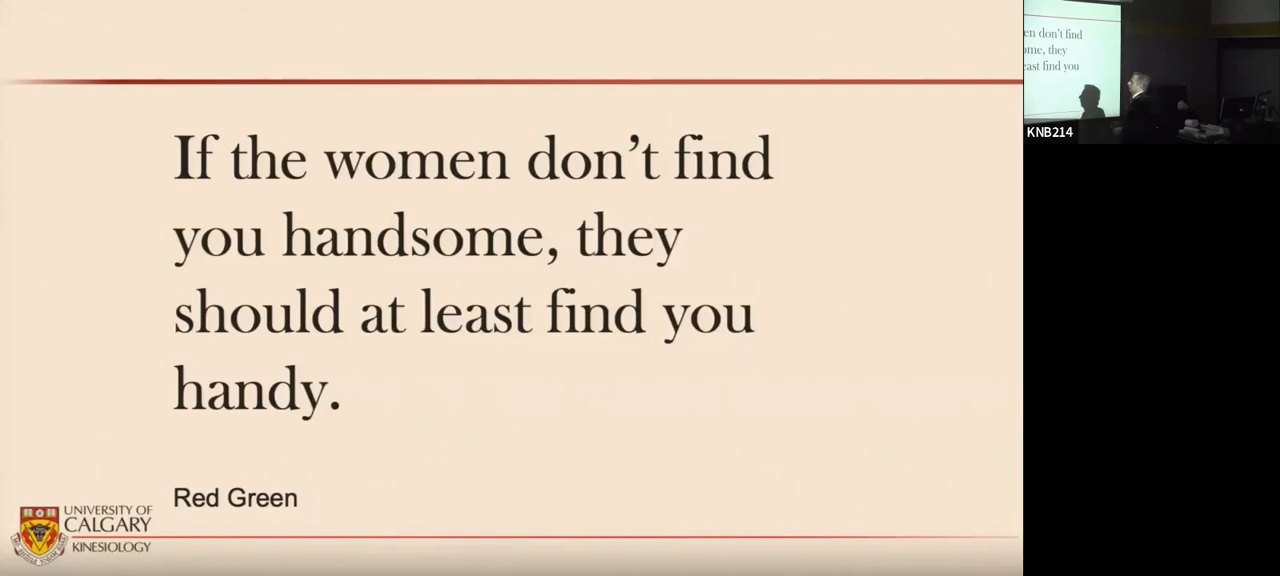 If the women don’t find
you handsome, they
should at least find you
handy.
Red Green
UNIVERSITY OF
CALGARY
KINESIOLOGY
en don't find
ome, they
east find you
KNB214